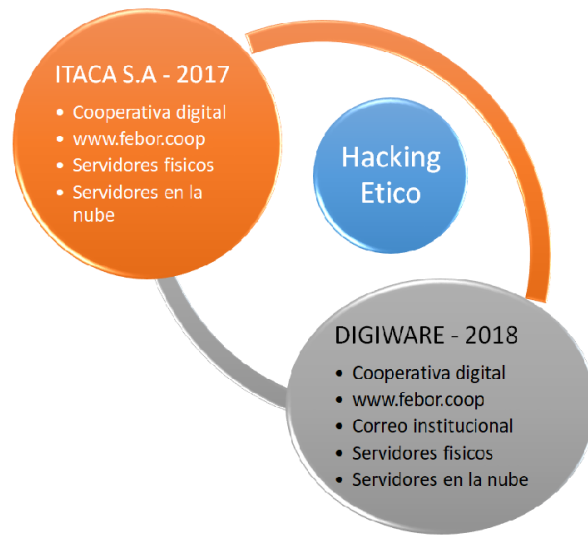 ITACA S.A - 2017
• Cooperativa digital
• www.febor.coop
• Servidores fisicos
• Servidores en la
nube
Hacking
Etico
DIGIWARE - 2018
• Cooperativa digital
• www.febor.coop
• Correo institucional
• Servidores fisicos
• Servidores en la nube